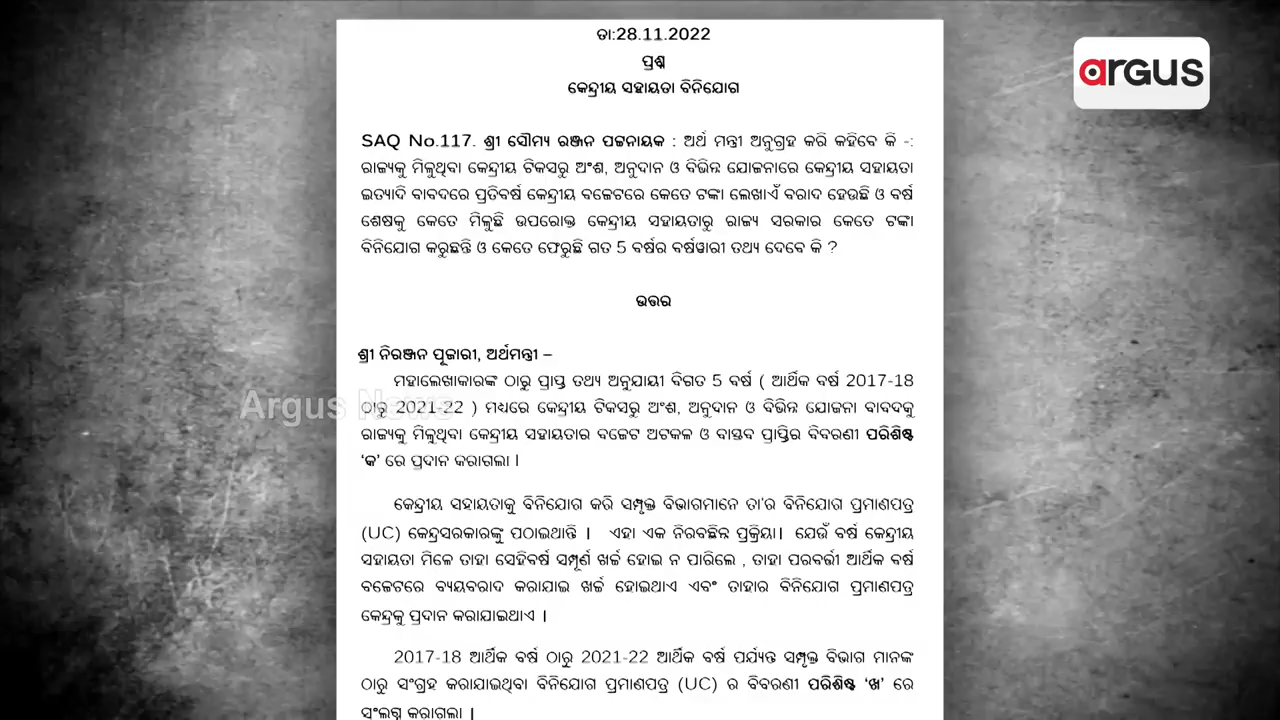 ତା:28.11.2022
ପ୍ରଶ୍ନ
କେନ୍ଦ୍ରୀୟ ସହାୟତା ବିନିଯୋଗ
argus
SAQ No.117. ଶ୍ରୀ ସୌମ୍ୟ ରଞ୍ଜନ ପଟ୍ଟନାୟକ : ଅର୍ଥ ମନ୍ତ୍ରୀ ଅନୁଗ୍ରହ କରି କହିବେ କି -:
ରାଜ୍ୟକୁ ମିଳୁଥିବା କେନ୍ଦ୍ରୀୟ ଟିକସରୁ ଅଂଶ, ଅନୁଦାନ ଓ ବିଭିନ୍ନ ଯୋଜନାରେ କେନ୍ଦ୍ରୀୟ ସହାୟତା
ଇତ୍ୟାଦି ବାବଦରେ ପ୍ରତିବର୍ଷ କେନ୍ଦ୍ରୀୟ ବଜେଟରେ କେତେ ଟଙ୍କା ଲେଖାଏଁ ବରାଦ ହେଉଛି ଓ ବର୍ଷ
ଶେଷକୁ କେତେ ମିଳୁଛି ଉପରୋକ୍ତ କେନ୍ଦ୍ରୀୟ ସହାୟତାରୁ ରାଜ୍ୟ ସରକାର କେତେ ଟଙ୍କା
ବିନିଯୋଗ କରୁଛନ୍ତି ଓ କେତେ ଫେରୁଛି ଗତ 5 ବର୍ଷର ବର୍ଷୱାରୀ ତଥ୍ୟ ଦେବେ କି ?
ଉତ୍ତର
ଶ୍ରୀ ନିରଞ୍ଜନ ପୂଜାରୀ, ଅର୍ଥମନ୍ତ୍ରୀ –
ମହାଲେଖାକାରଙ୍କ ଠାରୁ ପ୍ରାପ୍ତ ତଥ୍ୟ ଅନୁଯାୟୀ ବିଗତ 5 ବର୍ଷ ( ଆର୍ଥିକ ବର୍ଷ 2017-18
ଠାରୁ 2021-22 ) ମଧ୍ୟରେ କେନ୍ଦ୍ରୀୟ ଟିକସରୁ ଅଂଶ, ଅନୁଦାନ ଓ ବିଭିନ୍ନ ଯୋଜନା ବାବଦକୁ
Argus News
ରାଜ୍ୟକୁ ମିଳୁଥିବା କେନ୍ଦ୍ରୀୟ ସହାୟତାର ବଜେଟ ଅଟକଳ ଓ ବାସ୍ତବ ପ୍ରାପ୍ତିର ବିବରଣୀ ପରିଶିଷ୍ଟ
‘କ’ ରେ ପ୍ରଦାନ କରାଗଲା ।
କେନ୍ଦ୍ରୀୟ ସହାୟତାକୁ ବିନିଯୋଗ କରି ସମ୍ପୃକ୍ତ ବିଭାଗମାନେ ତା'ର ବିନିଯୋଗ ପ୍ରମାଣପତ୍ର
(UC) କେନ୍ଦ୍ରସରକାରଙ୍କୁ ପଠାଇଥାନ୍ତି । ଏହା ଏକ ନିରବଛିନ୍ନ ପ୍ରକ୍ରିୟା। ଯେଉଁ ବର୍ଷ କେନ୍ଦ୍ରୀୟ
ସହାୟତା ମିଳେ ତାହା ସେହିବର୍ଷ ସମ୍ପୂର୍ଣ ଖର୍ଚ୍ଚ ହୋଇ ନ ପାରିଲେ , ତାହା ପରବର୍ତ୍ତୀ ଆର୍ଥିକ ବର୍ଷ
ବଜେଟରେ ବ୍ୟୟବରାଦ କରାଯାଇ ଖର୍ଚ୍ଚ ହୋଇଥାଏ ଏବଂ ତାହାର ବିନିଯୋଗ ପ୍ରମାଣପତ୍ର
କେନ୍ଦ୍ରକୁ ପ୍ରଦାନ କରାଯାଇଥାଏ ।
2017-18 ଆର୍ଥିକ ବର୍ଷ ଠାରୁ 2021-22 ଆର୍ଥିକ ବର୍ଷ ପର୍ଯ୍ୟନ୍ତ ସମ୍ପୃକ୍ତ ବିଭାଗ ମାନଙ୍କ
ଠାରୁ ସଂଗ୍ରହ କରାଯାଇଥିବା ବିନିଯୋଗ ପ୍ରମାଣପତ୍ର (UC) ର ବିବରଣୀ ପରିଶିଷ୍ଟ ‘ଖ’ ରେ
ସଂଲଗ୍ନ କରାଗଲା ।